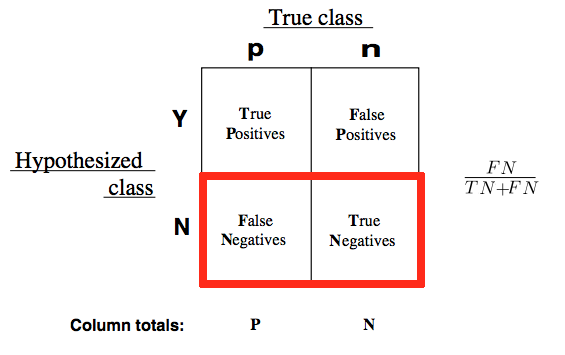 True class
p n
Y
True
Positives
False
Positives
Hypothesized
class
N
False
Negatives
True
Negatives
FN
TN+FN
Column totals: P N